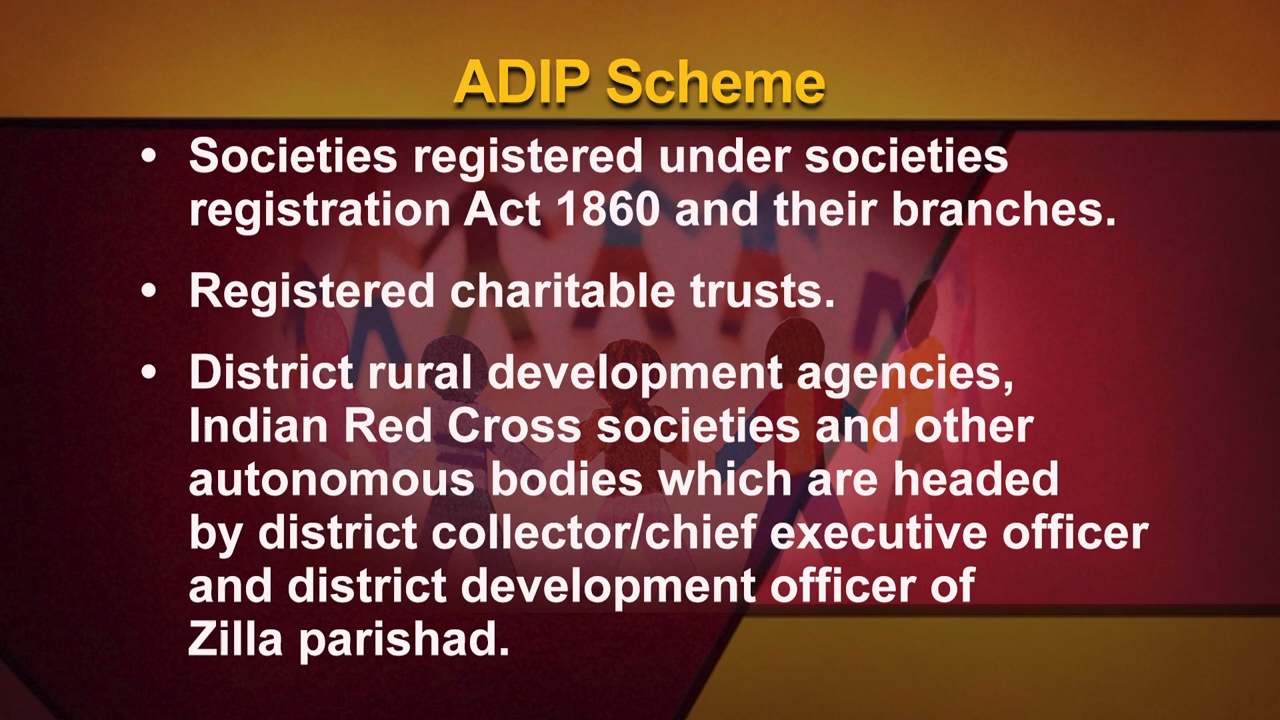 ADIP Scheme
• Societies registered under societies
registration Act 1860 and their branches.
• Registered charitable trusts.
• District rural development agencies,
Indian Red Cross societies and other
autonomous bodies which are headed
by district collector/chief executive officer
and district development officer of
Zilla parishad.